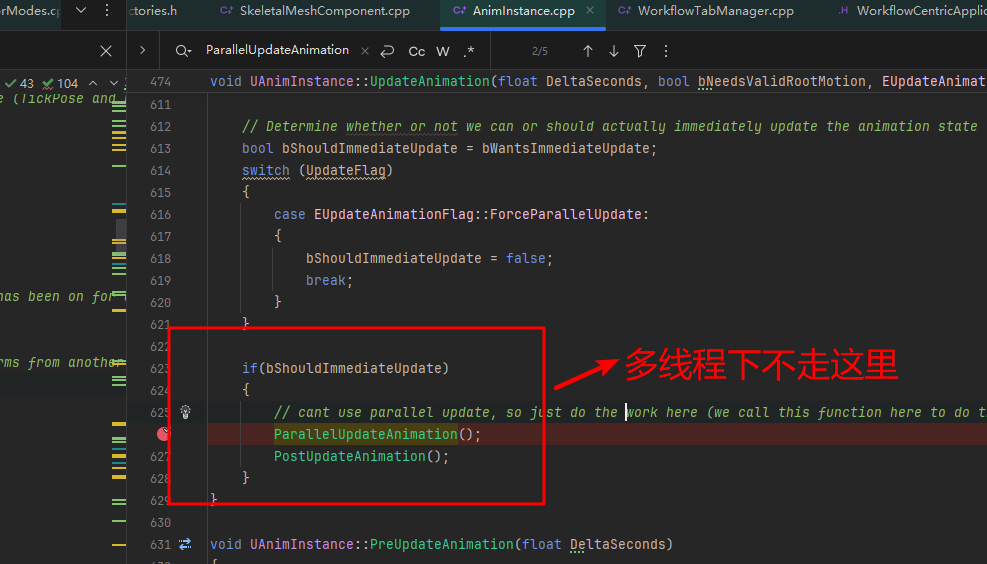 erModes.cp
ctories.h
SkeletalMeshComponent.cpp
AnimInstance.cpp
WorkflowTabManager.cpp
WorkflowCentricApplic
ParallelUpdateAnimation
Cc W .*
2/5
43 104
474 void UAnimInstance::UpdateAnimation(float DeltaSeconds, bool bNeedsValidRootMotion, EUpdateAnimat
e (TickPose and
611
612 // Determine whether or not we can or should actually immediately update the animation state
613 bool bShouldImmediateUpdate = bWantsImmediateUpdate;
614 switch (UpdateFlag)
615 {
616 case EUpdateAnimationFlag::ForceParallelUpdate:
617 {
618 bShouldImmediateUpdate = false;
619 break;
620 }
has been on for
621 }
622
rms from another
623 if(bShouldImmediateUpdate)
多线程下不走这里
624 {
625 // cant use parallel update, so just do the work here (we call this function here to do t
ParallelUpdateAnimation();
627 PostUpdateAnimation();
628 }
629 }
630
631 void UAnimInstance::PreUpdateAnimation(float DeltaSeconds)
{